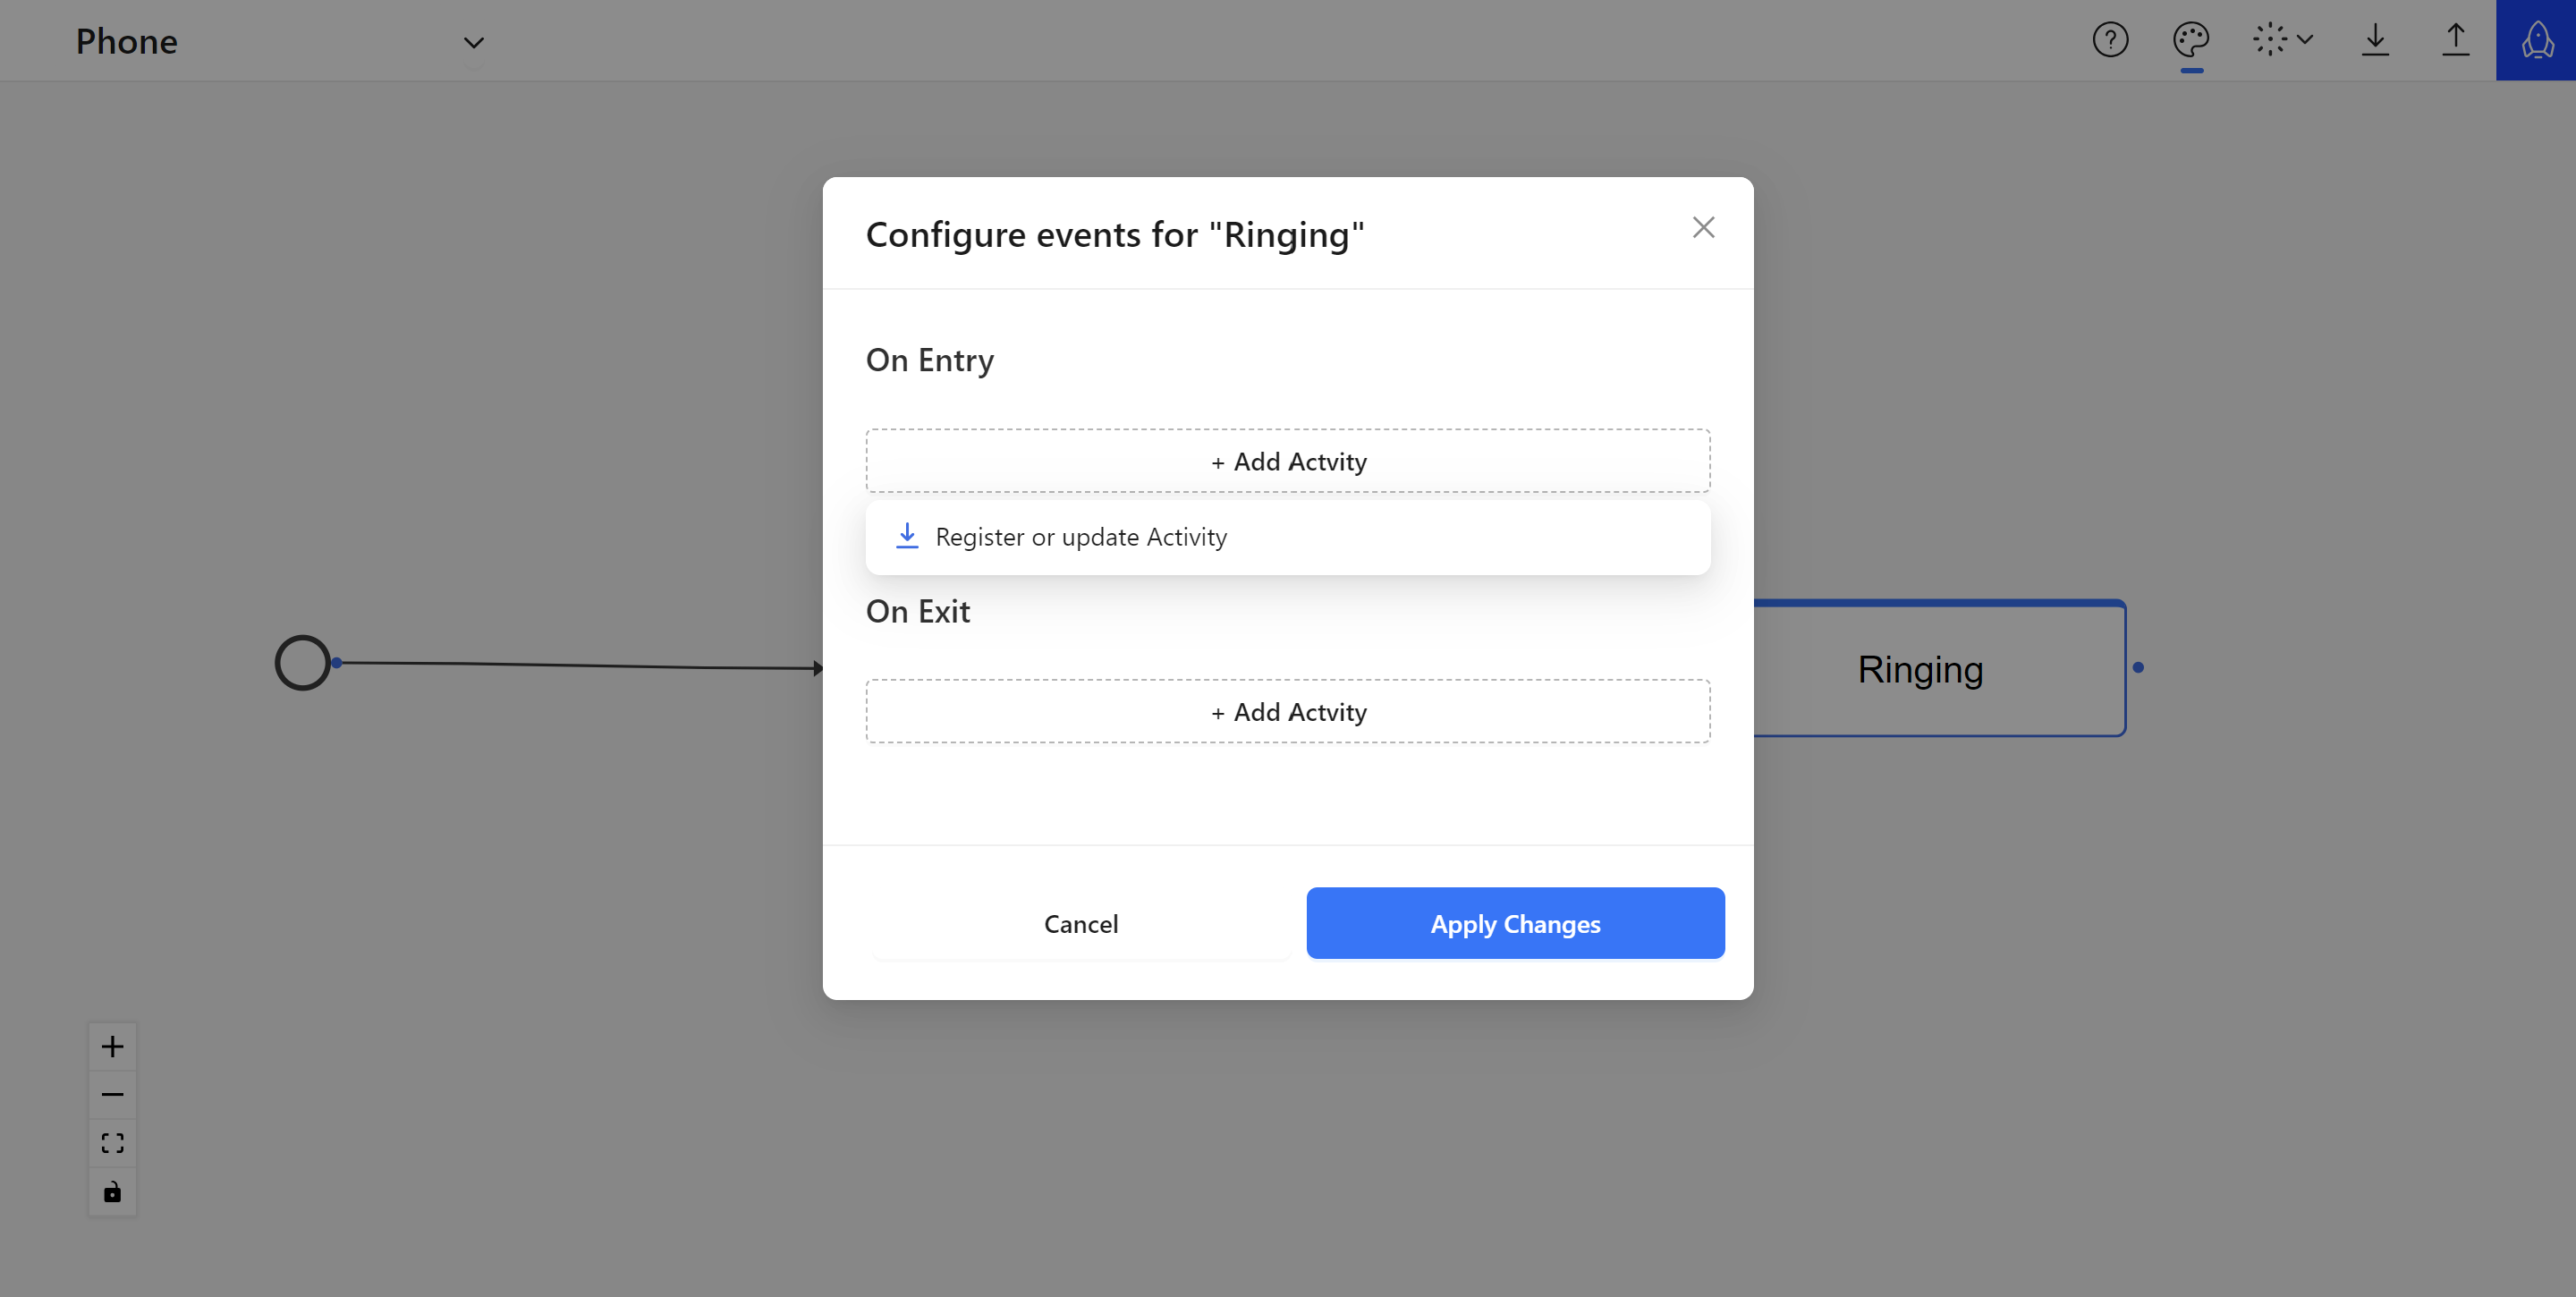 Phone
?
Configure events for "Ringing"
On Entry
+ Add Actvity
Register or update Activity
On Exit
+ Add Actvity
Ringing
Cancel
Apply Changes